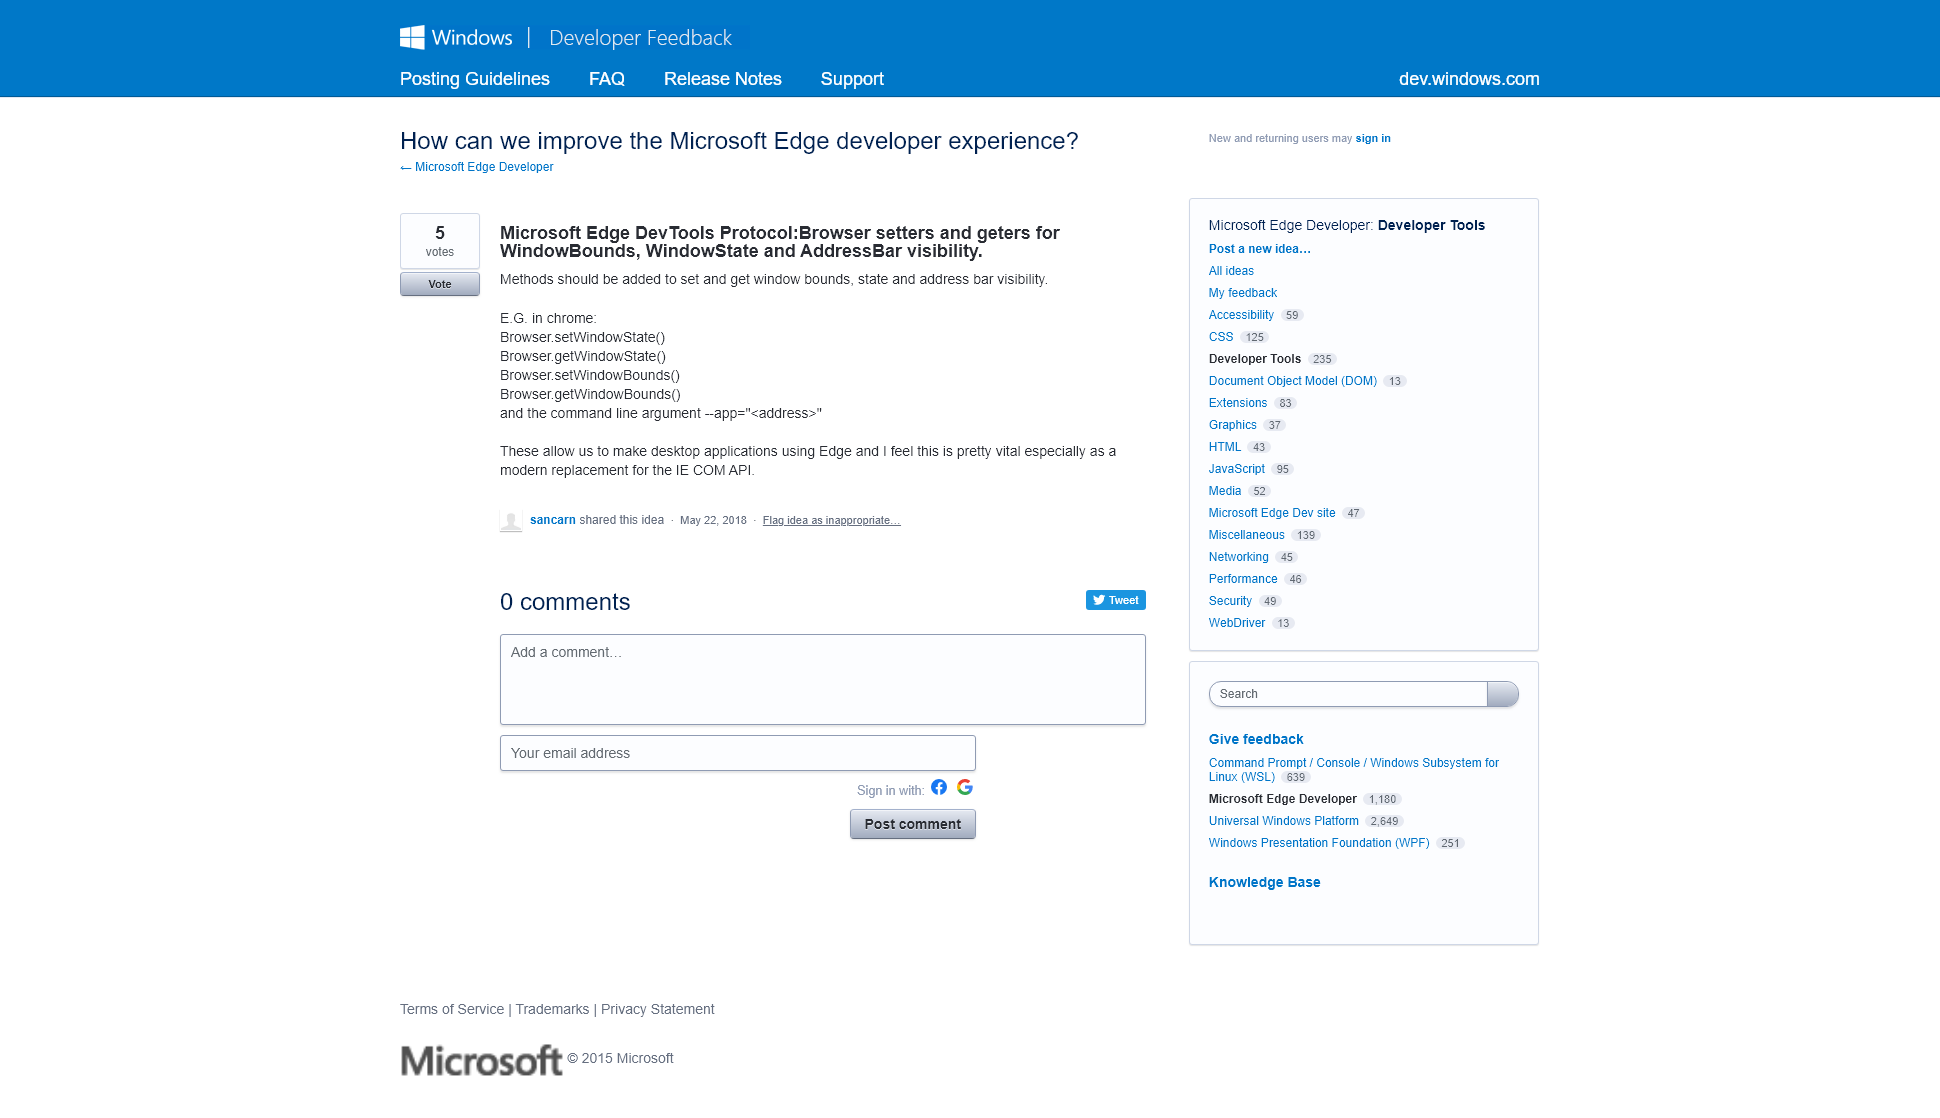 Windows | Developer Feedback
Posting Guidelines FAQ Release Notes Support dev.windows.com
How can we improve the Microsoft Edge developer experience?
← Microsoft Edge Developer
New and returning users may sign in
5
votes
Vote
Microsoft Edge DevTools Protocol:Browser setters and geters for
WindowBounds, WindowState and AddressBar visibility.
Methods should be added to set and get window bounds, state and address bar visibility.
E.G. in chrome:
Browser.setWindowState()
Browser.getWindowState()
Browser.setWindowBounds()
Browser.getWindowBounds()
and the command line argument --app="<address>"
These allow us to make desktop applications using Edge and I feel this is pretty vital especially as a
modern replacement for the IE COM API.
sancarn shared this idea · May 22, 2018 · Flag idea as inappropriate…
0 comments
Tweet
Add a comment…
Your email address
Sign in with:
Post comment
Microsoft Edge Developer: Developer Tools
Post a new idea…
All ideas
My feedback
Accessibility 59
CSS 125
Developer Tools 235
Document Object Model (DOM) 13
Extensions 83
Graphics 37
HTML 43
JavaScript 95
Media 52
Microsoft Edge Dev site 47
Miscellaneous 139
Networking 45
Performance 46
Security 49
WebDriver 13
Search
Give feedback
Command Prompt / Console / Windows Subsystem for
Linux (WSL) 639
Microsoft Edge Developer 1,180
Universal Windows Platform 2,649
Windows Presentation Foundation (WPF) 251
Knowledge Base
Terms of Service | Trademarks | Privacy Statement
Microsoft © 2015 Microsoft